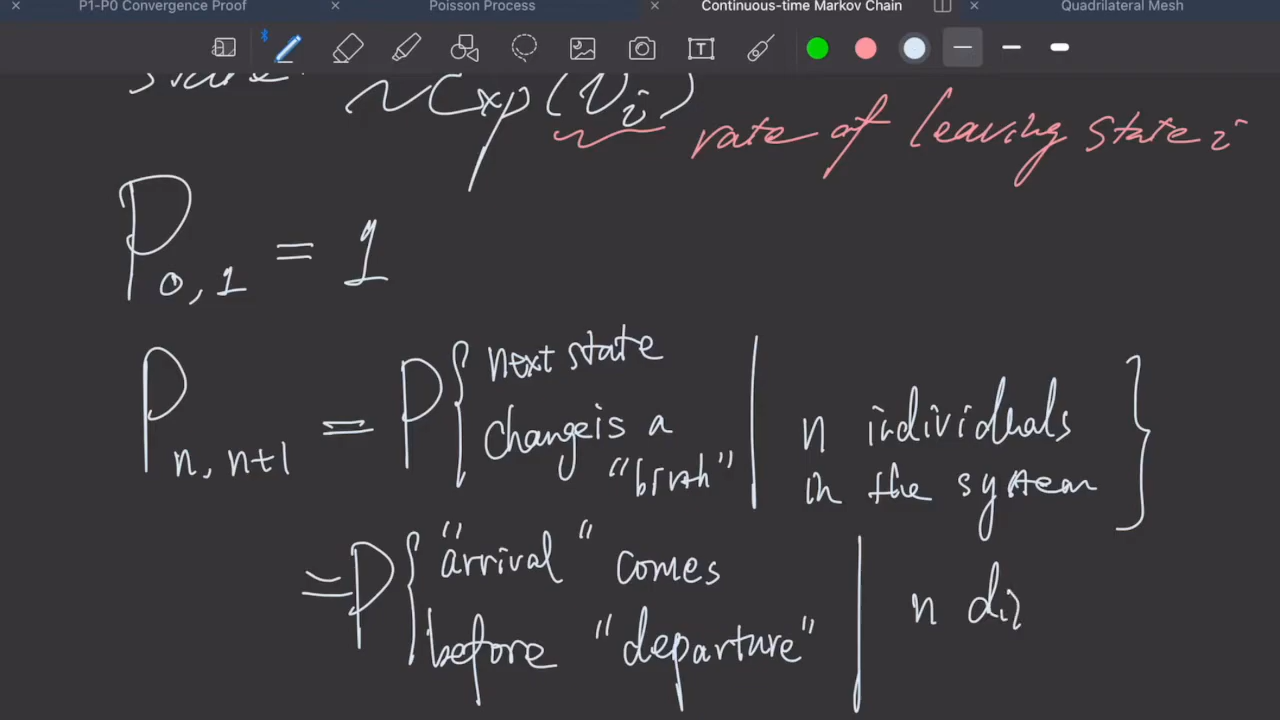 P1-P0 Convergence Proof
Poisson Process
Continuous-time Markov Chain
Quadrilateral Mesh
~Exp(νi) rate of leaving state i
P0,1 = 1
Pn,n+1 = P{ next state change is a "birth" | n individuals in the system }
= P{ "arrival" comes before "departure" | n